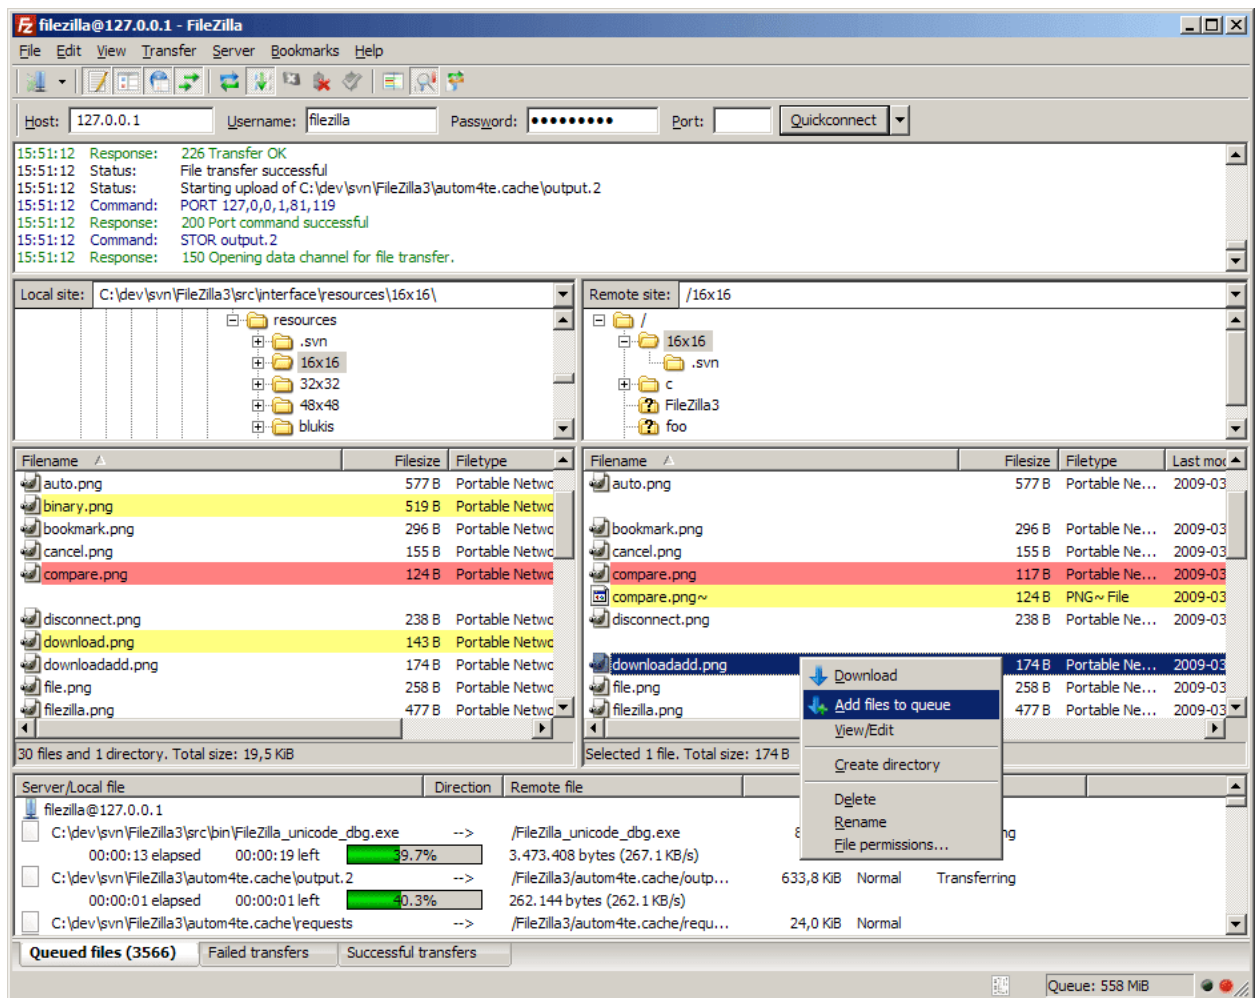 filezilla@127.0.0.1 - FileZilla
File Edit View Transfer Server Bookmarks Help
Host: 127.0.0.1 Username: filezilla Password: ●●●●●●●●● Port: Quickconnect
15:51:12 Response: 226 Transfer OK
15:51:12 Status: File transfer successful
15:51:12 Status: Starting upload of C:\dev\svn\FileZilla3\autom4te.cache\output.2
15:51:12 Command: PORT 127,0,0,1,81,119
15:51:12 Response: 200 Port command successful
15:51:12 Command: STOR output.2
15:51:12 Response: 150 Opening data channel for file transfer.
Local site: C:\dev\svn\FileZilla3\src\interface\resources\16x16\
resources
.svn
16x16
32x32
48x48
blukis
Remote site: /16x16
/
16x16
.svn
c
FileZilla3
foo
Filename Filesize Filetype
auto.png 577 B Portable Netwo
binary.png 519 B Portable Netwo
bookmark.png 296 B Portable Netwo
cancel.png 155 B Portable Netwo
compare.png 124 B Portable Netwo
disconnect.png 238 B Portable Netwo
download.png 143 B Portable Netwo
downloadadd.png 174 B Portable Netwo
file.png 258 B Portable Netwo
filezilla.png 477 B Portable Netwo
30 files and 1 directory. Total size: 19,5 KiB
Filename Filesize Filetype Last moc
auto.png 577 B Portable Ne... 2009-03
bookmark.png 296 B Portable Ne... 2009-03
cancel.png 155 B Portable Ne... 2009-03
compare.png 117 B Portable Ne... 2009-03
compare.png~ 124 B PNG~ File 2009-03
disconnect.png 238 B Portable Ne... 2009-03
downloadadd.png 174 B Portable Ne... 2009-03
file.png 258 B Portable Ne... 2009-03
filezilla.png 477 B Portable Ne... 2009-03
Selected 1 file. Total size: 174 B
Download
Add files to queue
View/Edit
Create directory
Delete
Rename
File permissions...
Server/Local file Direction Remote file
filezilla@127.0.0.1
C:\dev\svn\FileZilla3\src\bin\FileZilla_unicode_dbg.exe --> /FileZilla_unicode_dbg.exe
00:00:13 elapsed 00:00:19 left 39.7% 3.473.408 bytes (267.1 KB/s)
C:\dev\svn\FileZilla3\autom4te.cache\output.2 --> /FileZilla3/autom4te.cache/outp... 633,8 KiB Normal Transferring
00:00:01 elapsed 00:00:01 left 40.3% 262.144 bytes (262.1 KB/s)
C:\dev\svn\FileZilla3\autom4te.cache\requests --> /FileZilla3/autom4te.cache/requ... 24,0 KiB Normal
Queued files (3566) Failed transfers Successful transfers
Queue: 558 MiB